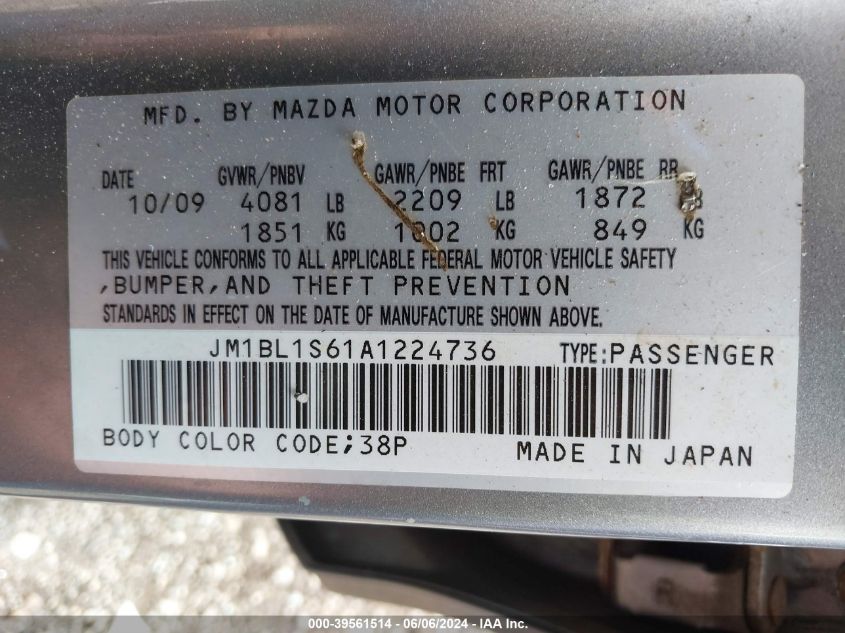 MFD. BY MAZDA MOTOR CORPORATION
DATE GVWR/PNBV GAWR/PNBE FRT GAWR/PNBE RR
10/09 4081 LB 2209 LB 1872 LB
1851 KG 1002 KG 849 KG
THIS VEHICLE CONFORMS TO ALL APPLICABLE FEDERAL MOTOR VEHICLE SAFETY
,BUMPER,AND THEFT PREVENTION
STANDARDS IN EFFECT ON THE DATE OF MANUFACTURE SHOWN ABOVE.
JM1BL1S61A1224736 TYPE:PASSENGER
BODY COLOR CODE;38P MADE IN JAPAN
000-39561514 - 06/06/2024 - IAA Inc.